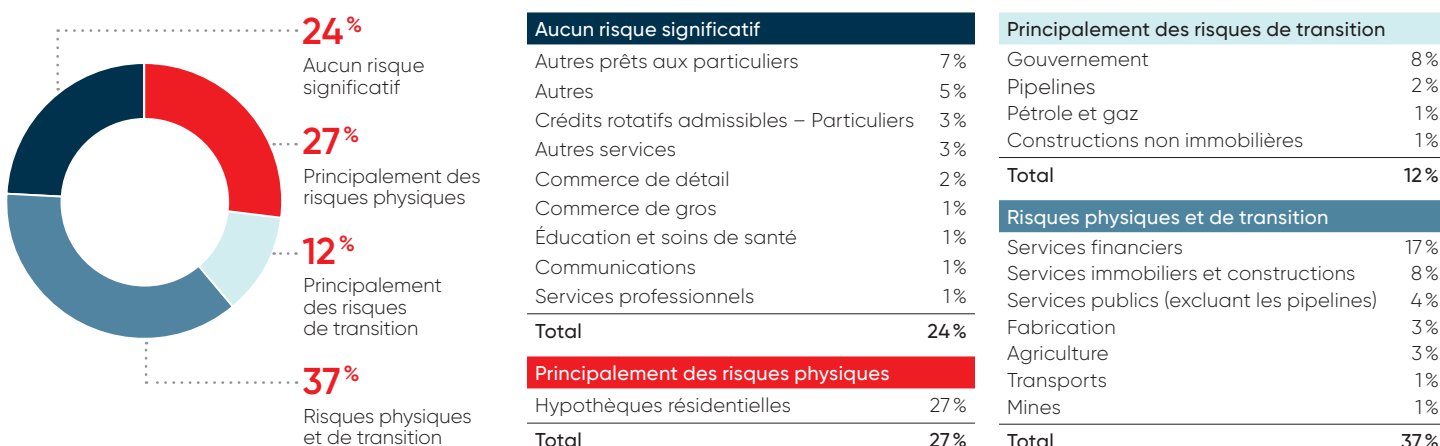 24%
Aucun risque
significatif
27%
Principalement des
risques physiques
12%
Principalement
des risques
de transition
37%
Risques physiques
et de transition
Aucun risque significatif
Autres prêts aux particuliers 7%
Autres 5%
Crédits rotatifs admissibles – Particuliers 3%
Autres services 3%
Commerce de détail 2%
Commerce de gros 1%
Éducation et soins de santé 1%
Communications 1%
Services professionnels 1%
Total 24%
Principalement des risques physiques
Hypothèques résidentielles 27%
Total 27%
Principalement des risques de transition
Gouvernement 8%
Pipelines 2%
Pétrole et gaz 1%
Constructions non immobilières 1%
Total 12%
Risques physiques et de transition
Services financiers 17%
Services immobiliers et constructions 8%
Services publics (excluant les pipelines) 4%
Fabrication 3%
Agriculture 3%
Transports 1%
Mines 1%
Total 37%